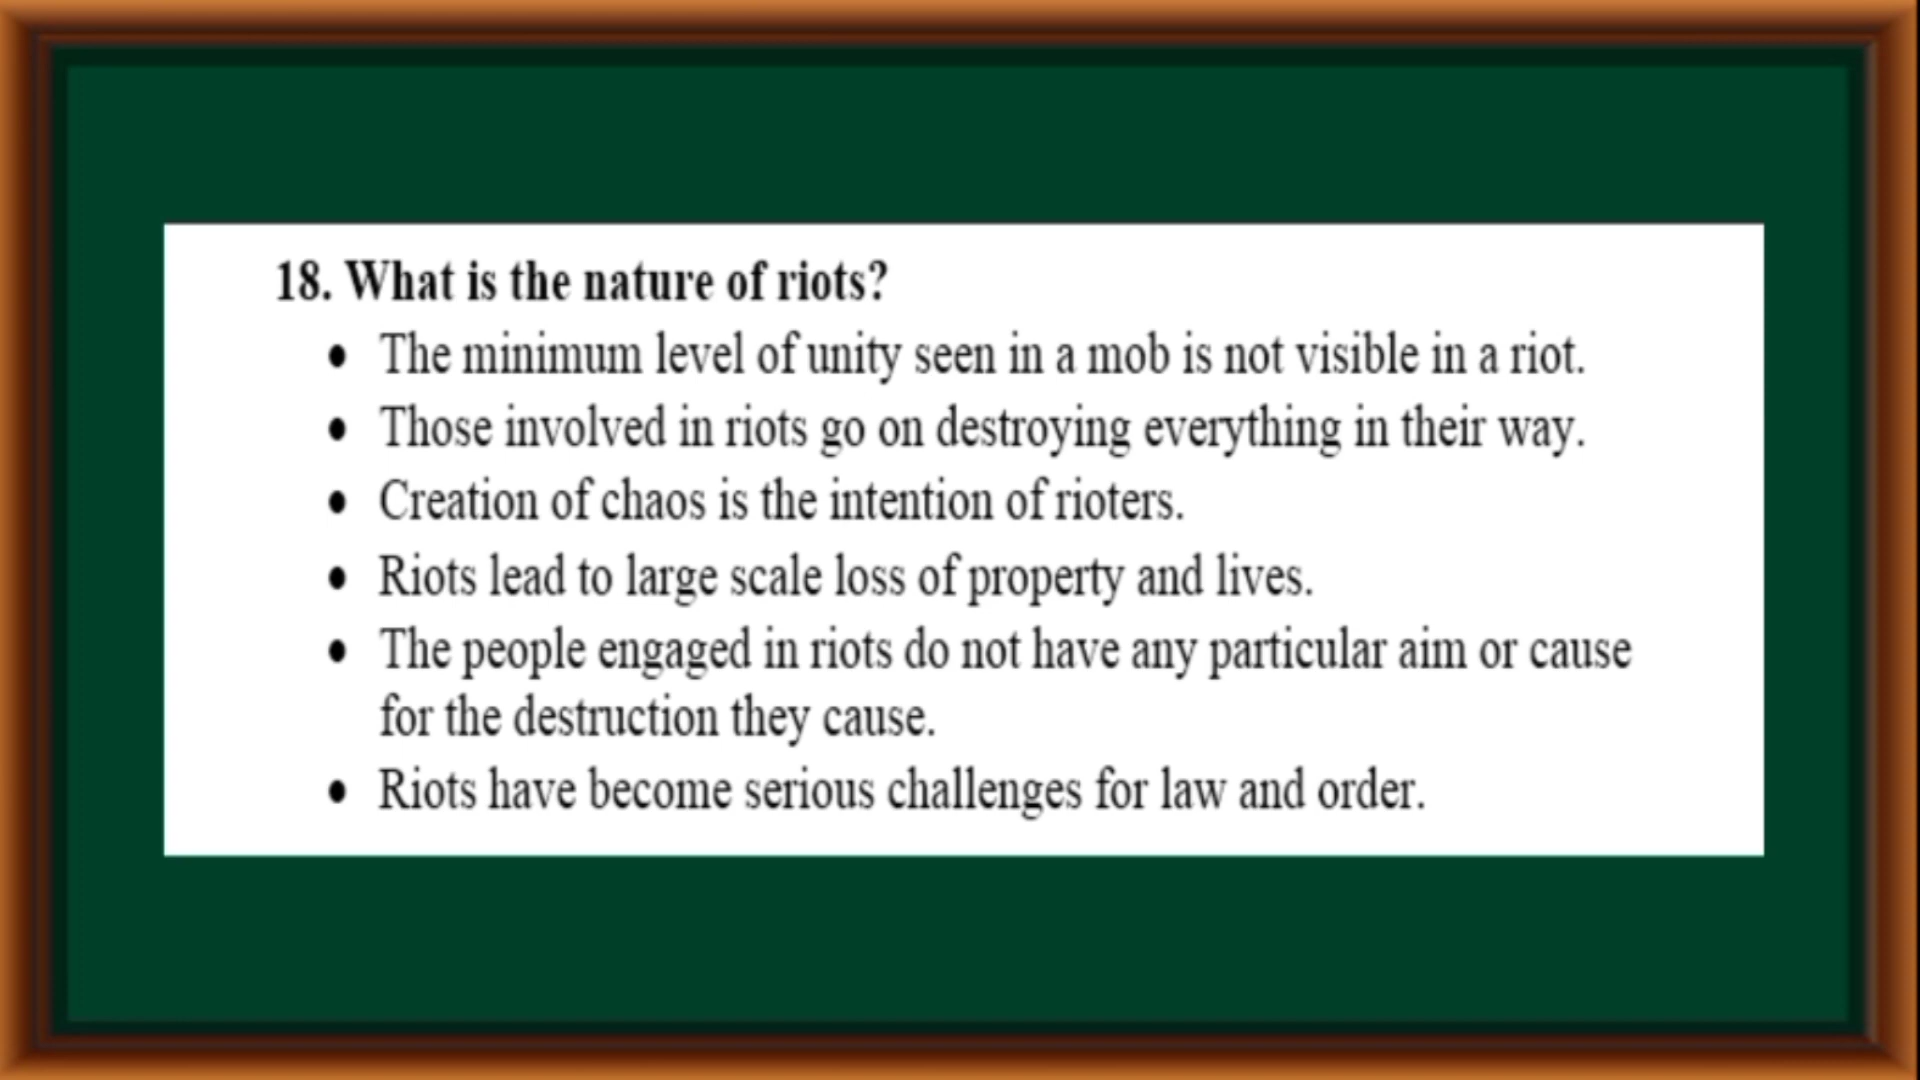 18. What is the nature of riots?
• The minimum level of unity seen in a mob is not visible in a riot.
• Those involved in riots go on destroying everything in their way.
• Creation of chaos is the intention of rioters.
• Riots lead to large scale loss of property and lives.
• The people engaged in riots do not have any particular aim or cause
for the destruction they cause.
• Riots have become serious challenges for law and order.